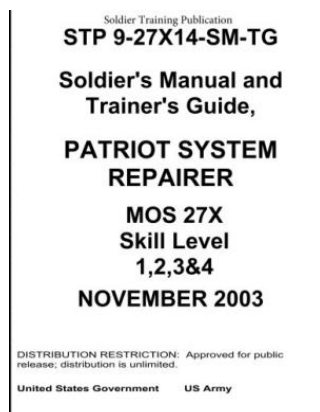 Soldier Training Publication
STP 9-27X14-SM-TG
Soldier's Manual and
Trainer's Guide,
PATRIOT SYSTEM
REPAIRER
MOS 27X
Skill Level
1,2,3&4
NOVEMBER 2003
DISTRIBUTION RESTRICTION: Approved for public
release; distribution is unlimited.
United States Government US Army